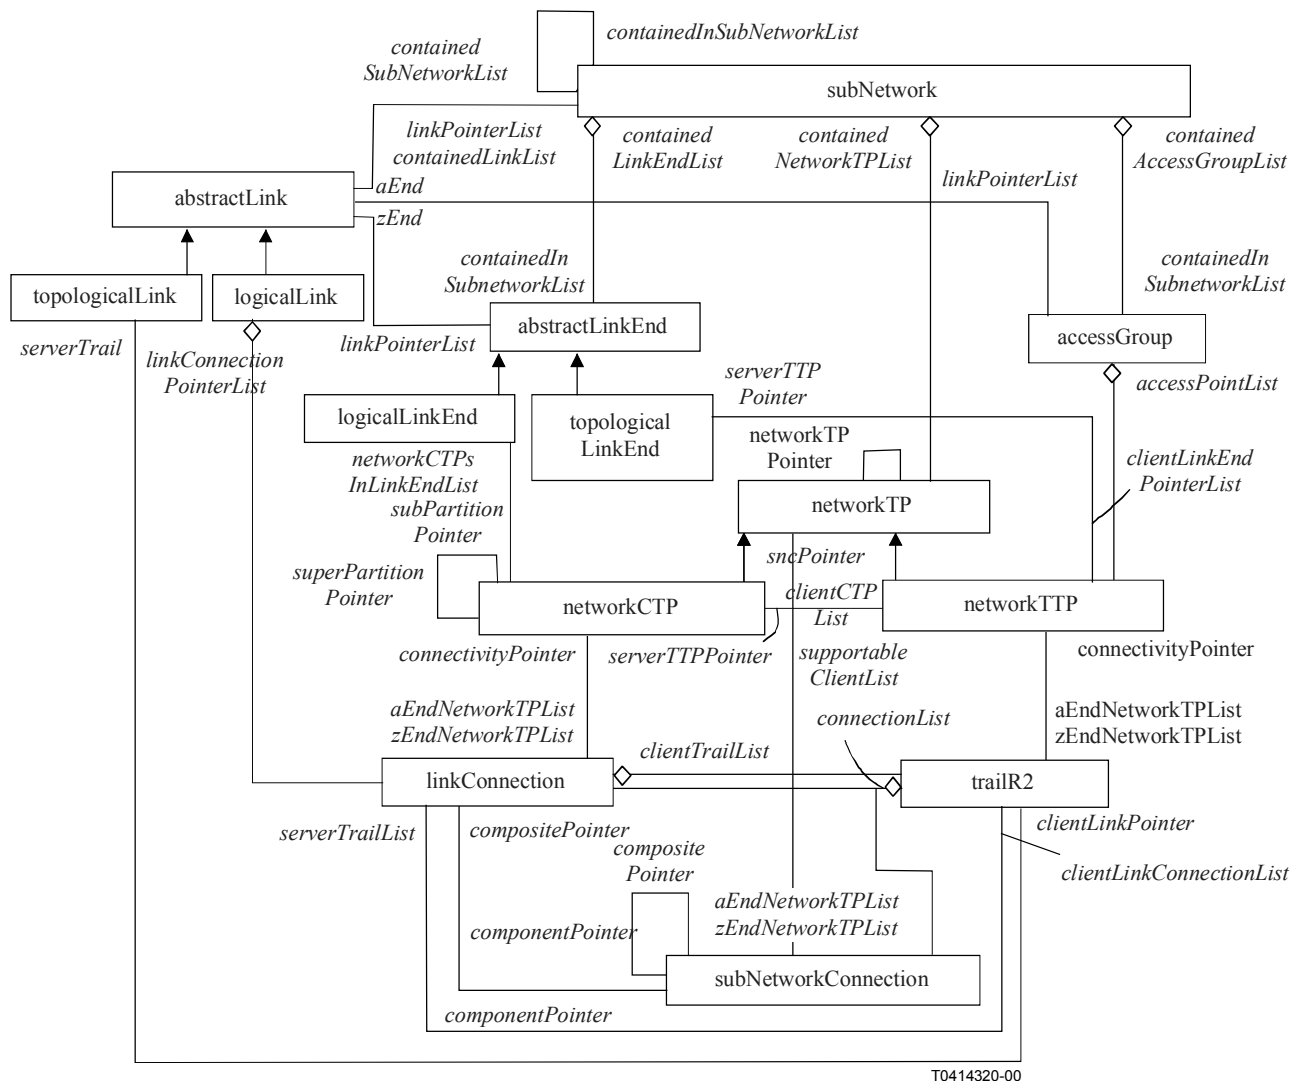 containedInSubNetworkList
contained
SubNetworkList
subNetwork
linkPointerList
containedLinkList
contained
LinkEndList
contained
NetworkTPList
contained
AccessGroupList
aEnd
linkPointerList
abstractLink
zEnd
containedIn
SubnetworkList
containedIn
SubnetworkList
topologicalLink
logicalLink
abstractLinkEnd
accessGroup
serverTrail
linkConnection
PointerList
linkPointerList
serverTTP
Pointer
accessPointList
logicalLinkEnd
topological
LinkEnd
networkTP
Pointer
clientLinkEnd
PointerList
networkCTPs
InLinkEndList
subPartition
Pointer
networkTP
sncPointer
superPartition
Pointer
networkCTP
clientCTP
List
networkTTP
connectivityPointer
serverTTPPointer
supportable
ClientList
connectivityPointer
aEndNetworkTPList
zEndNetworkTPList
connectionList
aEndNetworkTPList
zEndNetworkTPList
clientTrailList
linkConnection
trailR2
serverTrailList
compositePointer
clientLinkPointer
composite
Pointer
clientLinkConnectionList
aEndNetworkTPList
zEndNetworkTPList
componentPointer
subNetworkConnection
componentPointer
T0414320-00